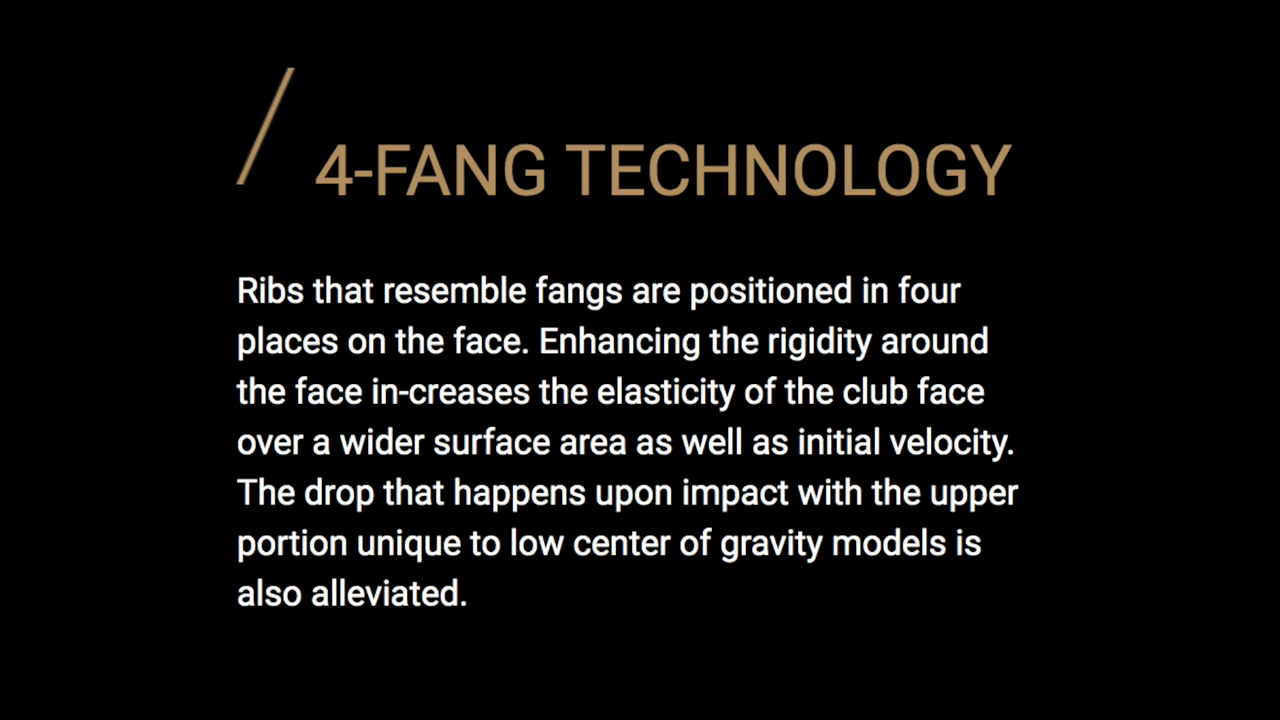 4-FANG TECHNOLOGY
Ribs that resemble fangs are positioned in four
places on the face. Enhancing the rigidity around
the face in-creases the elasticity of the club face
over a wider surface area as well as initial velocity.
The drop that happens upon impact with the upper
portion unique to low center of gravity models is
also alleviated.